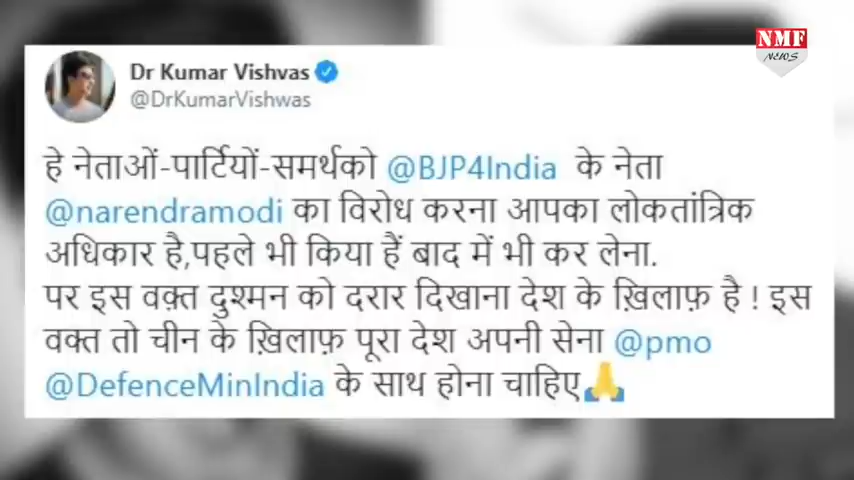 NMF
NEWS
Dr Kumar Vishvas
@DrKumarVishwas
हे नेताओं-पार्टियों-समर्थको @BJP4India के नेता
@narendramodi का विरोध करना आपका लोकतांत्रिक
अधिकार है,पहले भी किया हैं बाद में भी कर लेना.
पर इस वक़्त दुश्मन को दरार दिखाना देश के ख़िलाफ़ है ! इस
वक्त तो चीन के ख़िलाफ़ पूरा देश अपनी सेना @pmo
@DefenceMinIndia के साथ होना चाहिए🙏